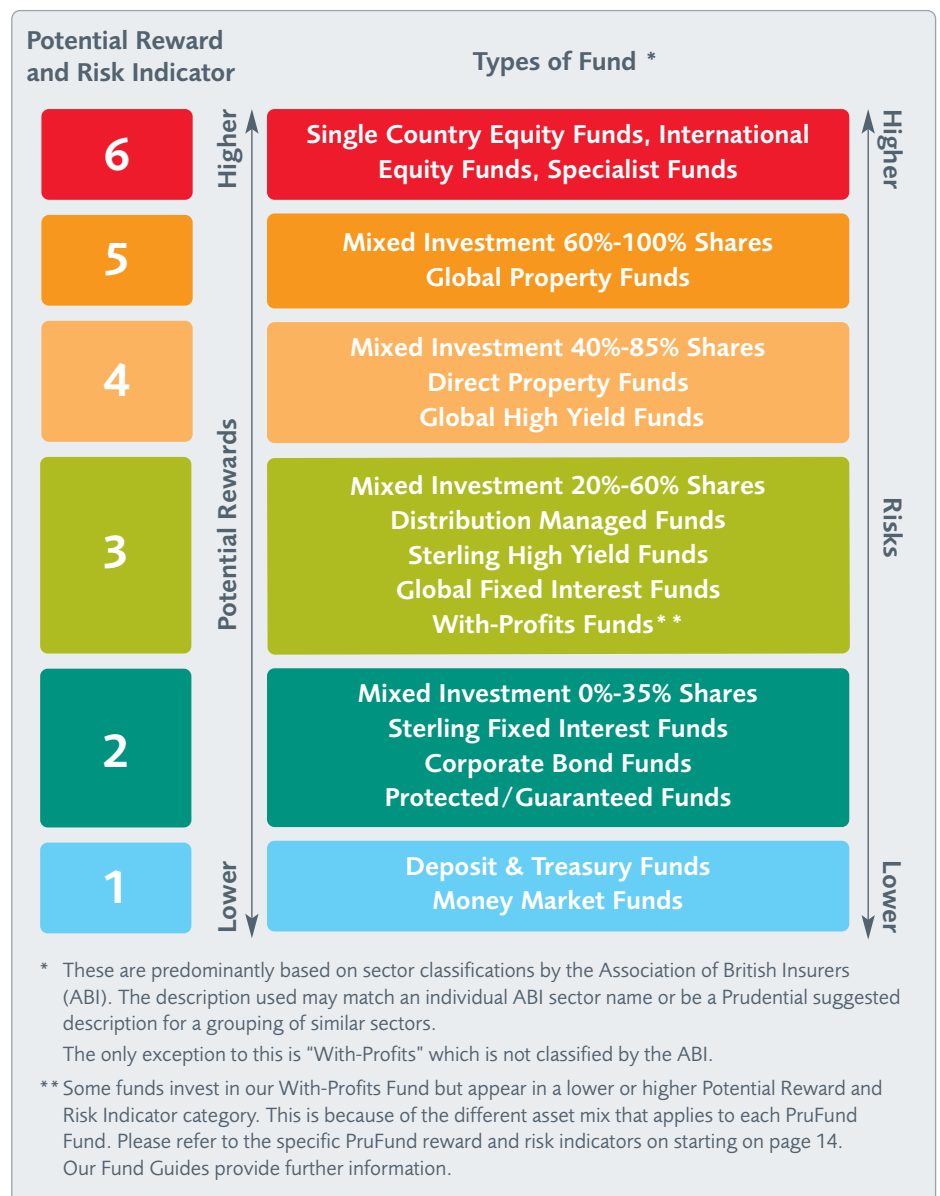 Potential Reward
and Risk Indicator
Types of Fund *
6
Higher
Single Country Equity Funds, International
Equity Funds, Specialist Funds
Higher
5
Mixed Investment 60%-100% Shares
Global Property Funds
4
Mixed Investment 40%-85% Shares
Direct Property Funds
Global High Yield Funds
3
Potential Rewards
Mixed Investment 20%-60% Shares
Distribution Managed Funds
Sterling High Yield Funds
Global Fixed Interest Funds
With-Profits Funds**
Risks
2
Mixed Investment 0%-35% Shares
Sterling Fixed Interest Funds
Corporate Bond Funds
Protected/Guaranteed Funds
1
Lower
Deposit & Treasury Funds
Money Market Funds
Lower
* These are predominantly based on sector classifications by the Association of British Insurers
(ABI). The description used may match an individual ABI sector name or be a Prudential suggested
description for a grouping of similar sectors.
The only exception to this is "With-Profits" which is not classified by the ABI.
** Some funds invest in our With-Profits Fund but appear in a lower or higher Potential Reward and
Risk Indicator category. This is because of the different asset mix that applies to each PruFund
Fund. Please refer to the specific PruFund reward and risk indicators on starting on page 14.
Our Fund Guides provide further information.